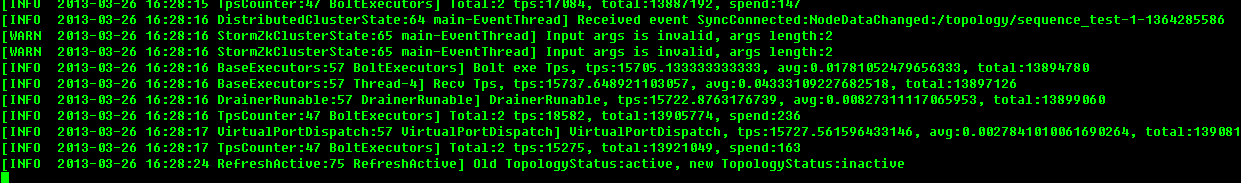 [INFO  2013-03-26 16:28:15 TpsCounter:47 BoltExecutors] Total:2 tps:17084, total:13887192, spend:147
[INFO  2013-03-26 16:28:16 DistributedClusterState:64 main-EventThread] Received event SyncConnected:NodeDataChanged:/topology/sequence_test-1-1364285586
[WARN  2013-03-26 16:28:16 StormZkClusterState:65 main-EventThread] Input args is invalid, args length:2
[WARN  2013-03-26 16:28:16 StormZkClusterState:65 main-EventThread] Input args is invalid, args length:2
[INFO  2013-03-26 16:28:16 BaseExecutors:57 BoltExecutors] Bolt exe Tps, tps:15705.133333333333, avg:0.01781052479656333, total:13894780
[INFO  2013-03-26 16:28:16 BaseExecutors:57 Thread-4] Recv Tps, tps:15737.648921103057, avg:0.04333109227682518, total:13897126
[INFO  2013-03-26 16:28:16 DrainerRunable:57 DrainerRunable] DrainerRunable, tps:15722.8763176739, avg:0.00827311117065953, total:13899060
[INFO  2013-03-26 16:28:16 TpsCounter:47 BoltExecutors] Total:2 tps:18582, total:13905774, spend:236
[INFO  2013-03-26 16:28:17 VirtualPortDispatch:57 VirtualPortDispatch] VirtualPortDispatch, tps:15727.561596433146, avg:0.0027841010061690264, total:139081
[INFO  2013-03-26 16:28:17 TpsCounter:47 BoltExecutors] Total:2 tps:15275, total:13921049, spend:163
[INFO  2013-03-26 16:28:24 RefreshActive:75 RefreshActive] Old TopologyStatus:active, new TopologyStatus:inactive